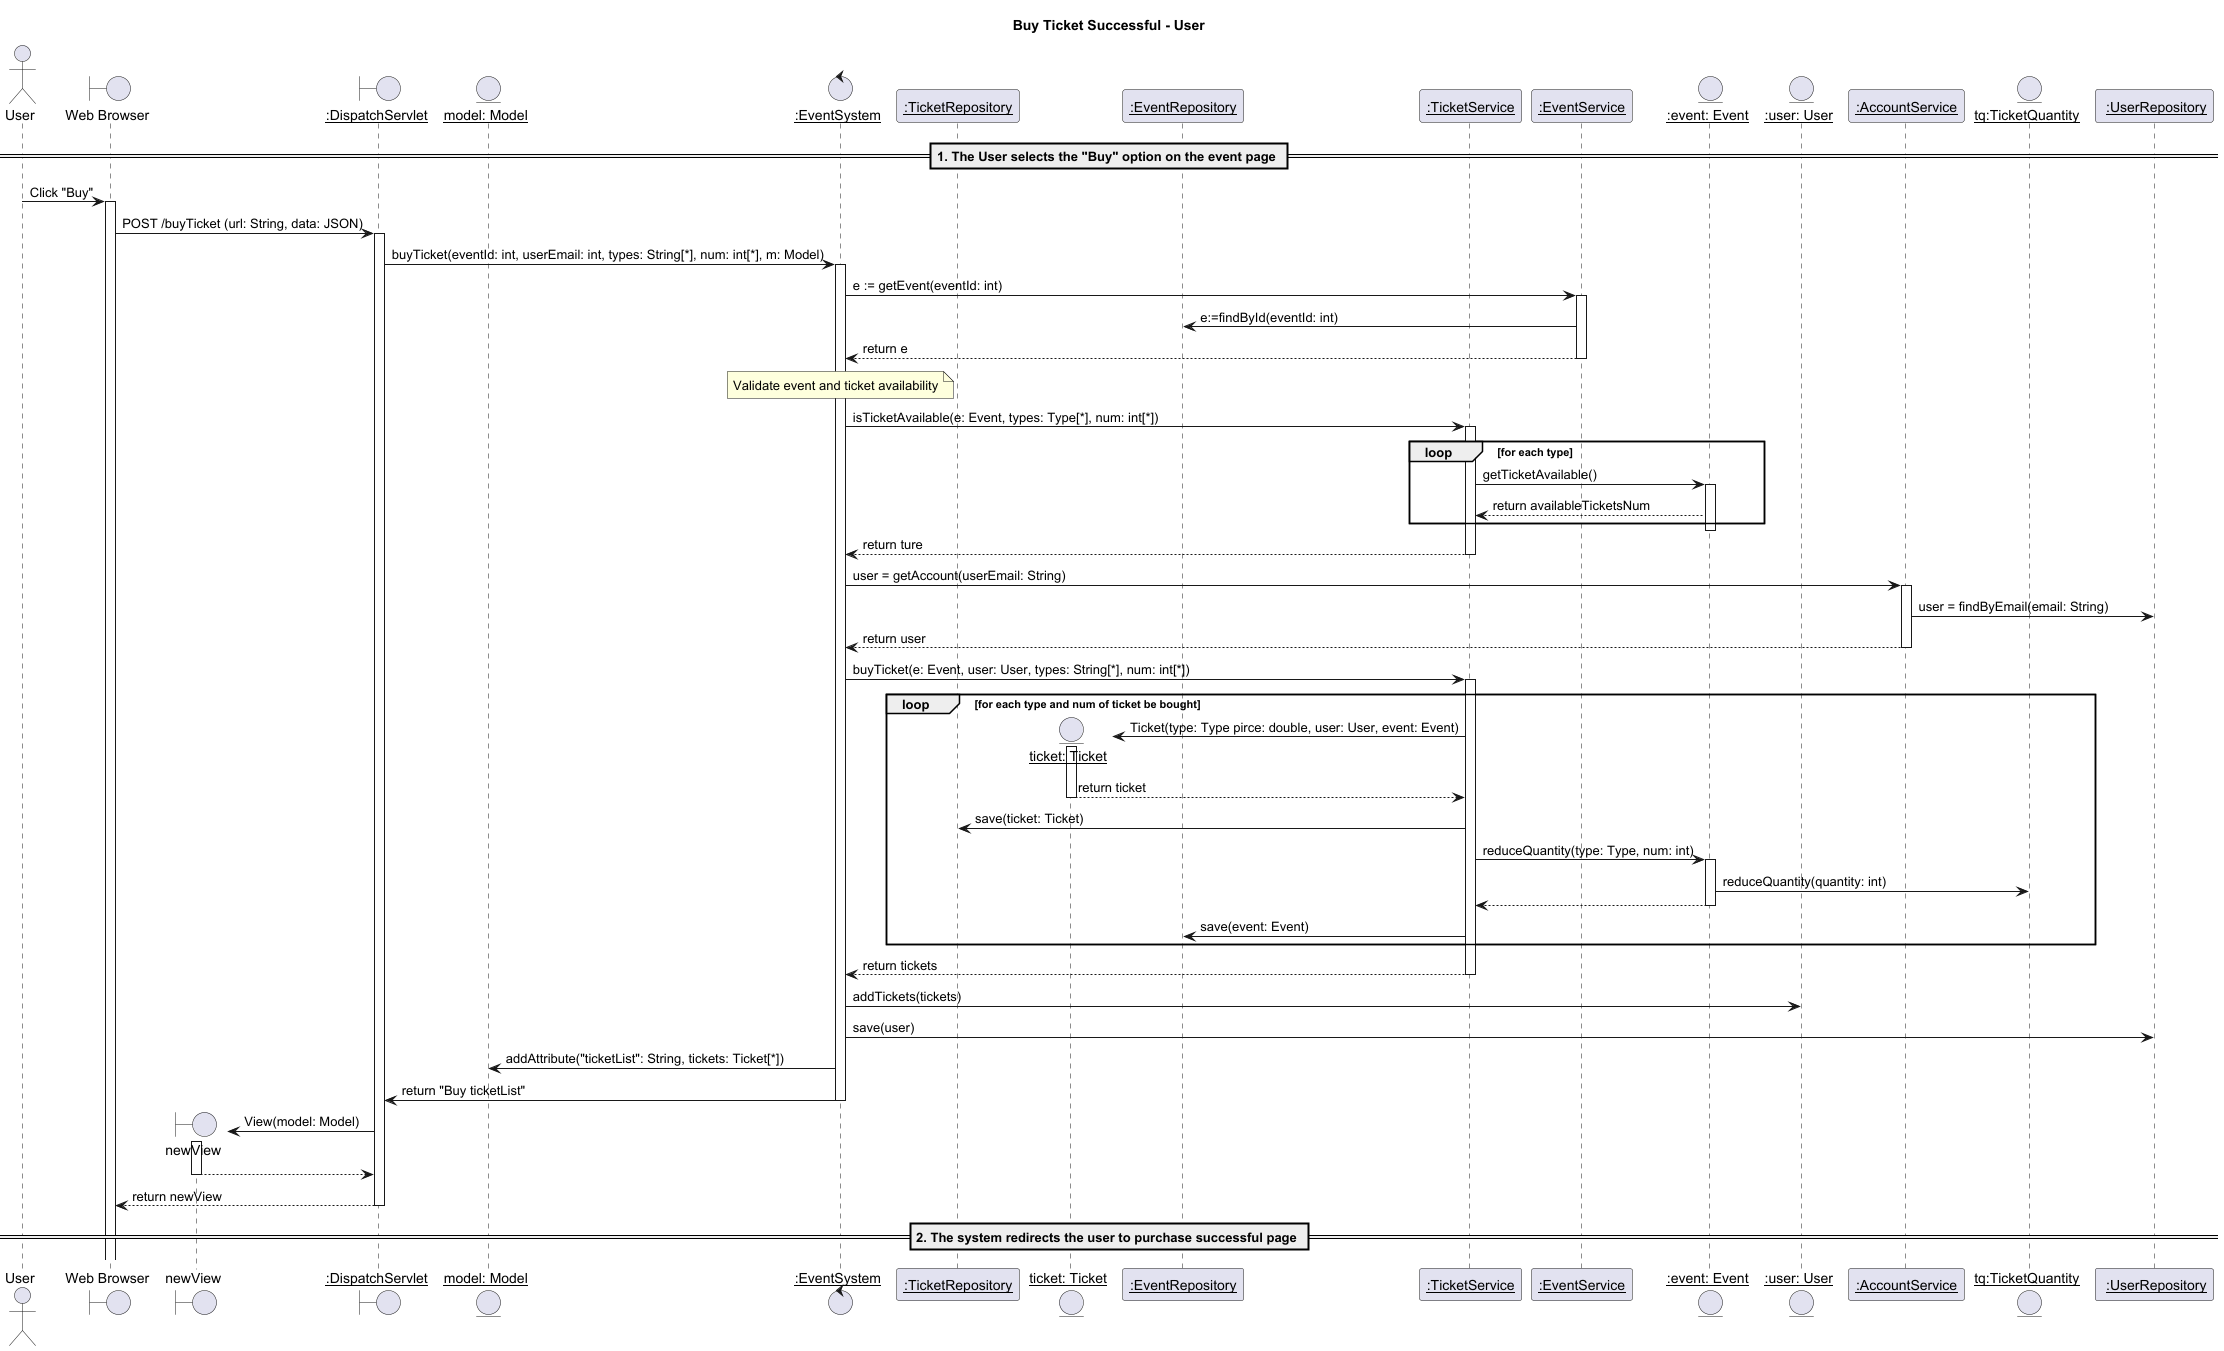 Buy Ticket Successful - User
User
Web Browser
:DispatchServlet
model: Model
:EventSystem
:TicketRepository
:EventRepository
:TicketService
:EventService
:event: Event
:user: User
:AccountService
tq:TicketQuantity
:UserRepository
1. The User selects the "Buy" option on the event page
Click "Buy"
POST /buyTicket (url: String, data: JSON)
buyTicket(eventId: int, userEmail: int, types: String[*], num: int[*], m: Model)
e := getEvent(eventId: int)
e:=findById(eventId: int)
return e
Validate event and ticket availability
isTicketAvailable(e: Event, types: Type[*], num: int[*])
loop [for each type]
getTicketAvailable()
return availableTicketsNum
return ture
user = getAccount(userEmail: String)
user = findByEmail(email: String)
return user
buyTicket(e: Event, user: User, types: String[*], num: int[*])
loop [for each type and num of ticket be bought]
Ticket(type: Type pirce: double, user: User, event: Event)
ticket: Ticket
return ticket
save(ticket: Ticket)
reduceQuantity(type: Type, num: int)
reduceQuantity(quantity: int)
save(event: Event)
return tickets
addTickets(tickets)
save(user)
addAttribute("ticketList": String, tickets: Ticket[*])
return "Buy ticketList"
View(model: Model)
newView
return newView
2. The system redirects the user to purchase successful page
User
Web Browser
newView
:DispatchServlet
model: Model
:EventSystem
:TicketRepository
ticket: Ticket
:EventRepository
:TicketService
:EventService
:event: Event
:user: User
:AccountService
tq:TicketQuantity
:UserRepository